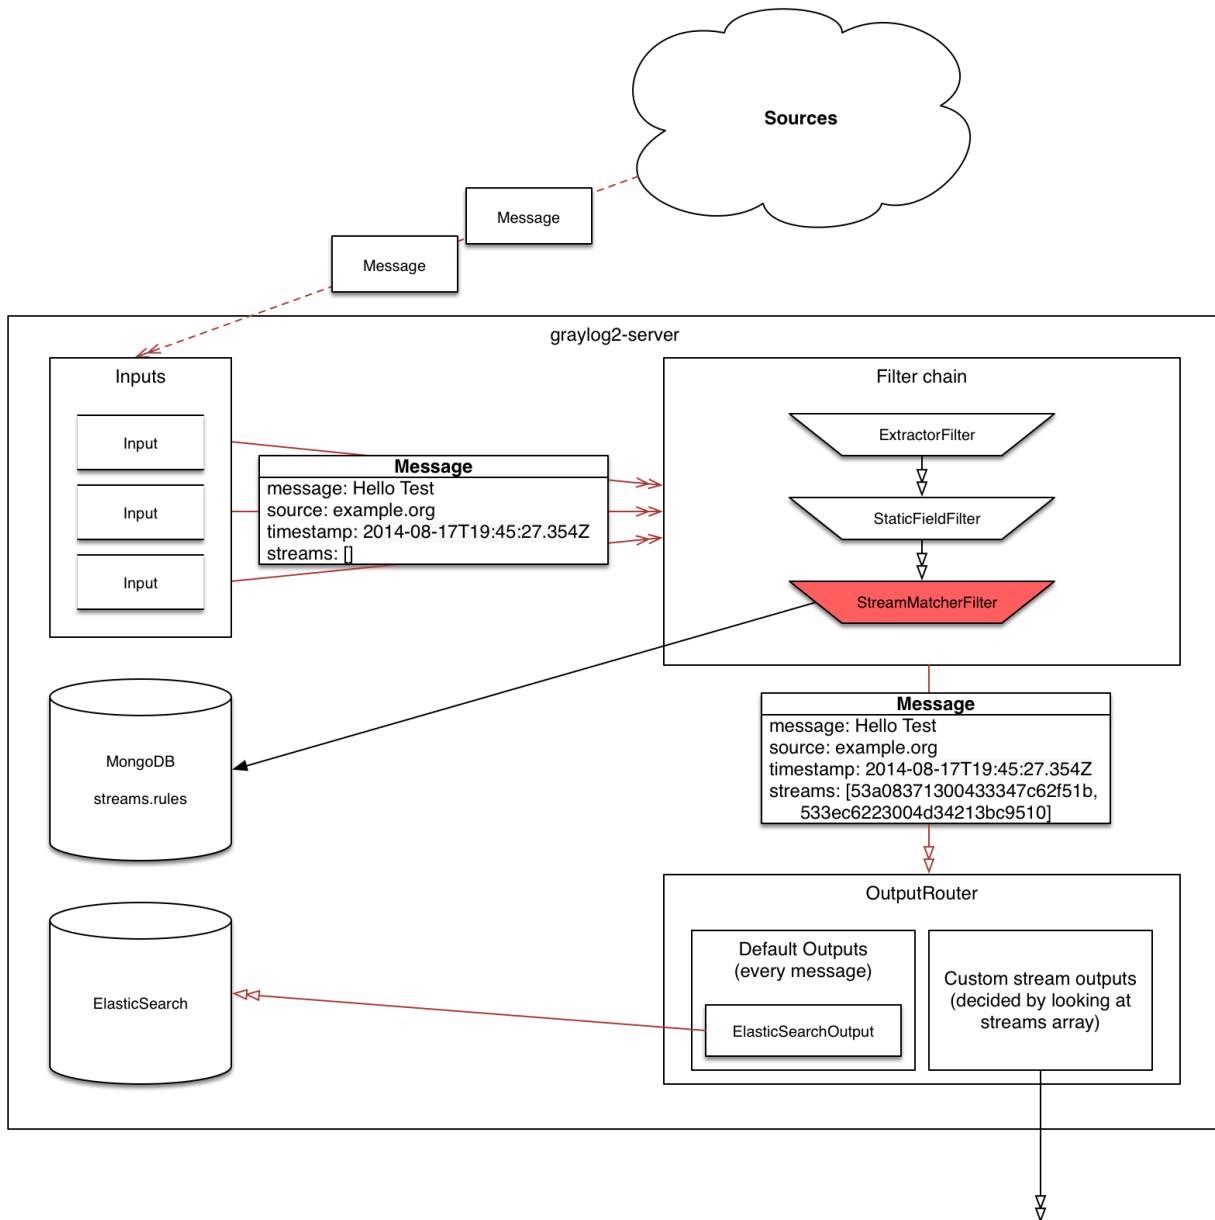 Sources
Message
Message
graylog2-server
Inputs
Input
Input
Input
Message
message: Hello Test
source: example.org
timestamp: 2014-08-17T19:45:27.354Z
streams: []
Filter chain
ExtractorFilter
StaticFieldFilter
StreamMatcherFilter
MongoDB
streams.rules
Message
message: Hello Test
source: example.org
timestamp: 2014-08-17T19:45:27.354Z
streams: [53a08371300433347c62f51b,
533ec6223004d34213bc9510]
OutputRouter
Default Outputs
(every message)
ElasticSearchOutput
Custom stream outputs
(decided by looking at
streams array)
ElasticSearch